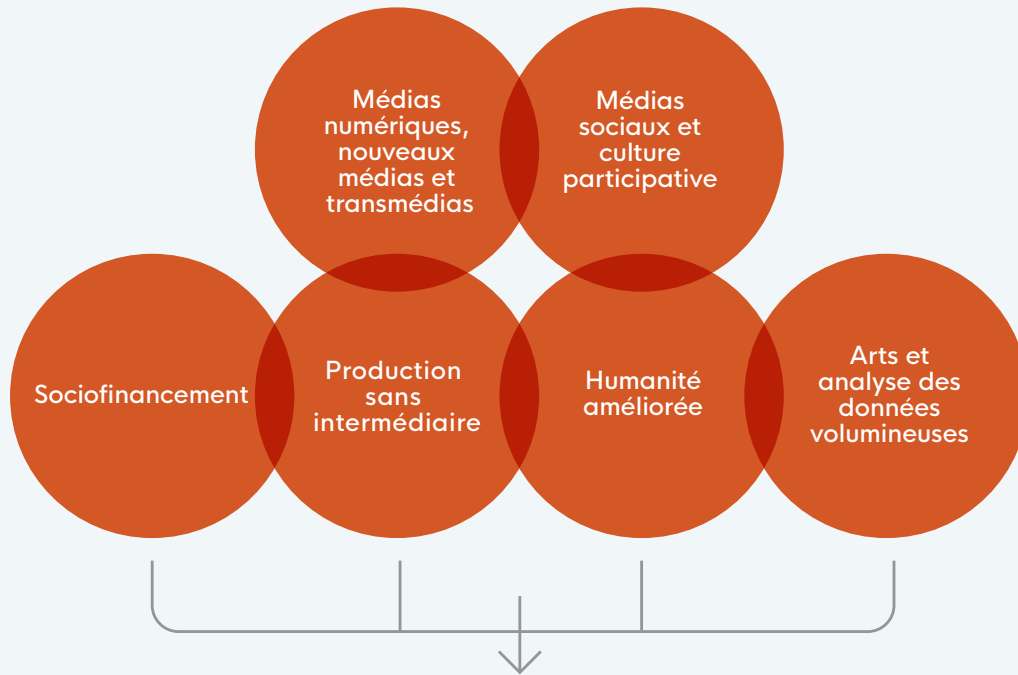 Médias
numériques,
nouveaux
médias et
transmédias
Médias
sociaux et
culture
participative
Sociofinancement
Production
sans
intermédiaire
Humanité
améliorée
Arts et
analyse des
données
volumineuses